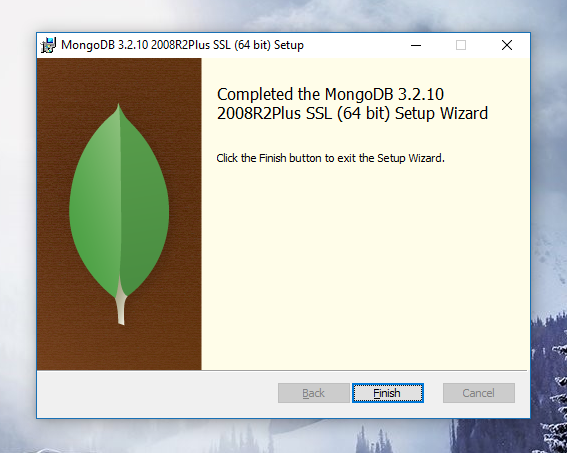 MongoDB 3.2.10 2008R2Plus SSL (64 bit) Setup
Completed the MongoDB 3.2.10
2008R2Plus SSL (64 bit) Setup Wizard
Click the Finish button to exit the Setup Wizard.
Back Finish Cancel